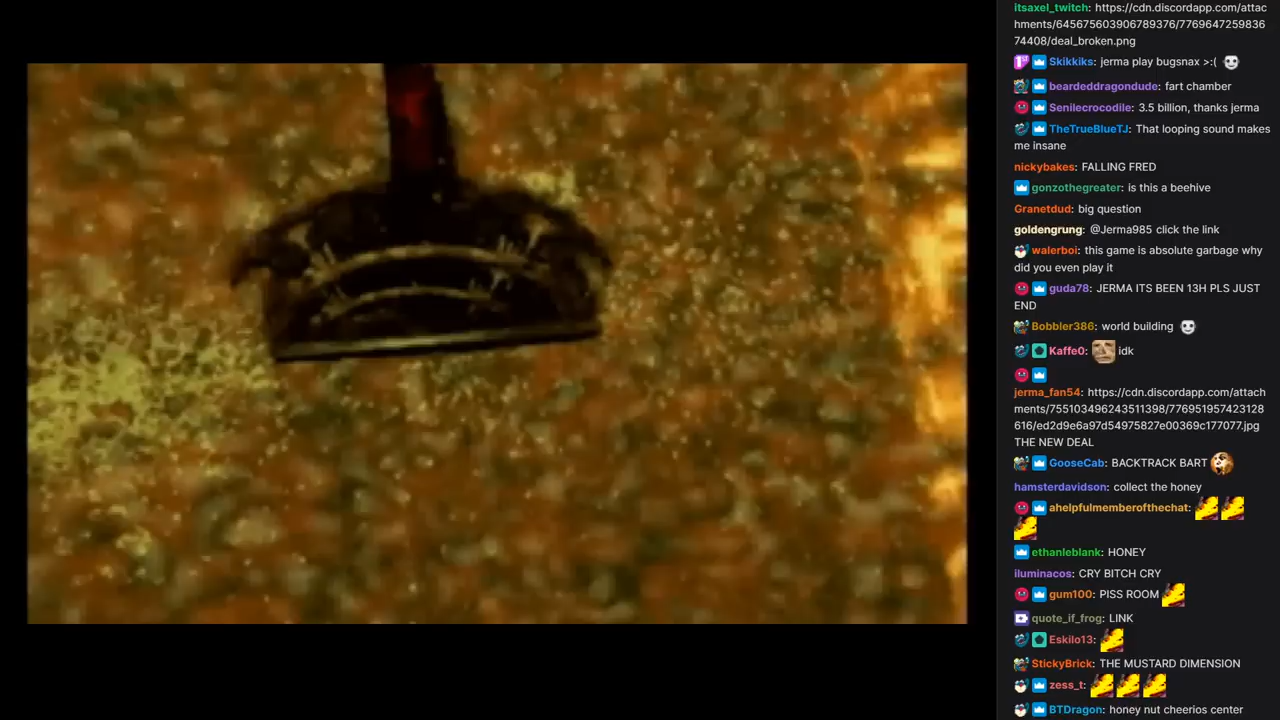 itsaxel_twitch: https://cdn.discordapp.com/attac
hments/645675603906789376/7769647259836
74408/deal_broken.png
Skikkiks: jerma play bugsnax >:(
beardeddragondude: fart chamber
Senilecrocodile: 3.5 billion, thanks jerma
TheTrueBlueTJ: That looping sound makes
me insane
nickybakes: FALLING FRED
gonzothegreater: is this a beehive
Granetdud: big question
goldengrung: @Jerma985 click the link
walerboi: this game is absolute garbage why
did you even play it
guda78: JERMA ITS BEEN 13H PLS JUST
END
Bobbler386: world building
Kaffe0: idk
jerma_fan54: https://cdn.discordapp.com/attach
ments/755103496243511398/776951957423128
616/ed2d9e6a97d54975827e00369c177077.jpg
THE NEW DEAL
GooseCab: BACKTRACK BART
hamsterdavidson: collect the honey
ahelpfulmemberofthechat:
ethanleblank: HONEY
iluminacos: CRY BITCH CRY
gum100: PISS ROOM
quote_if_frog: LINK
Eskilo13:
StickyBrick: THE MUSTARD DIMENSION
zess_t:
BTDragon: honey nut cheerios center